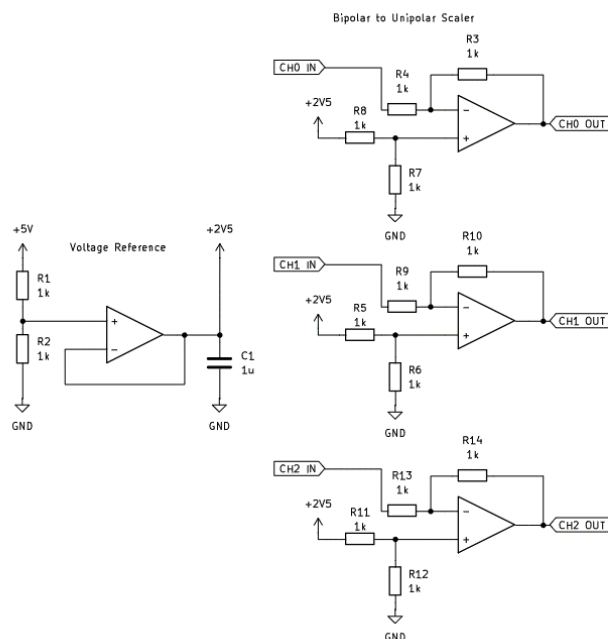 Bipolar to Unipolar Scaler
R3
1k
CH0 IN
R4
1k
+2V5
R8
1k
-
+
CH0 OUT
R7
1k
GND
+5V
Voltage Reference
+2V5
R1
1k
R2
1k
+
-
C1
1u
GND
GND
R10
1k
CH1 IN
R9
1k
+2V5
R5
1k
-
+
CH1 OUT
R6
1k
GND
R14
1k
CH2 IN
R13
1k
+2V5
R11
1k
-
+
CH2 OUT
R12
1k
GND